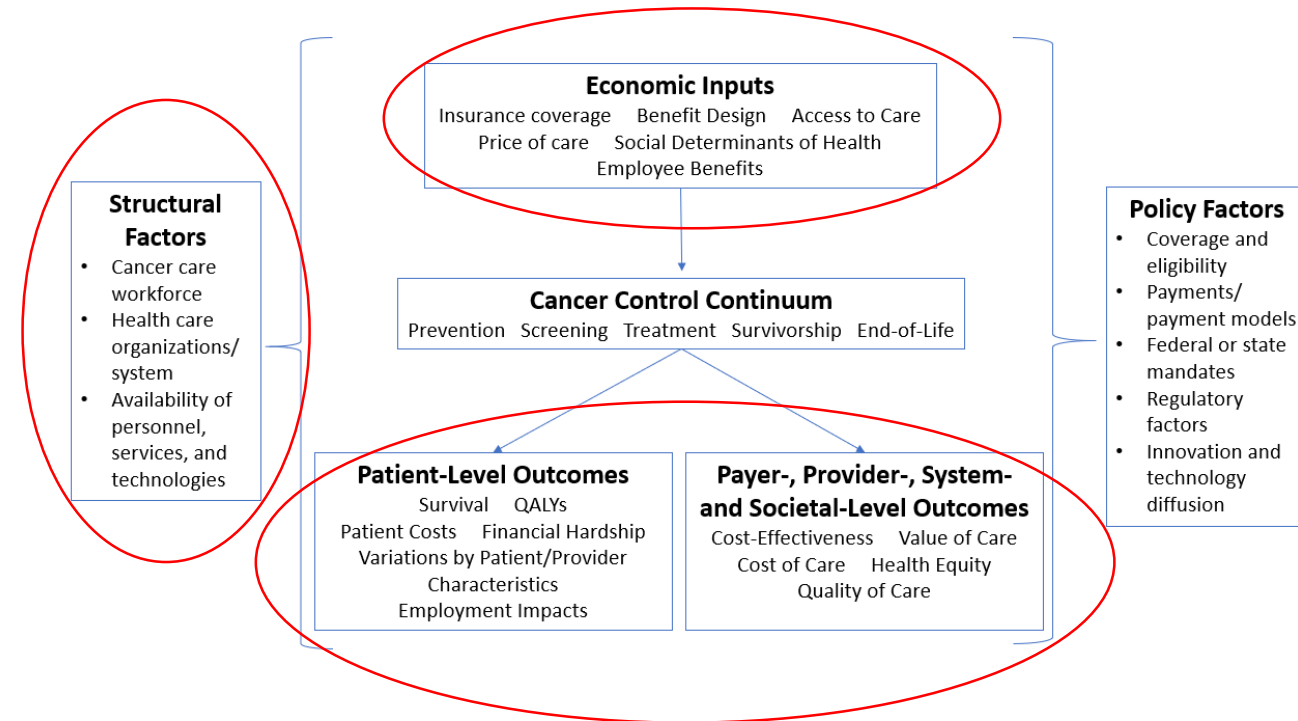 Economic Inputs
Insurance coverage Benefit Design Access to Care
Price of care Social Determinants of Health
Employee Benefits
Structural
Factors
• Cancer care
workforce
• Health care
organizations/
system
• Availability of
personnel,
services, and
technologies
Cancer Control Continuum
Prevention Screening Treatment Survivorship End-of-Life
Patient-Level Outcomes
Survival QALYs
Patient Costs Financial Hardship
Variations by Patient/Provider
Characteristics
Employment Impacts
Payer-, Provider-, System-
and Societal-Level Outcomes
Cost-Effectiveness Value of Care
Cost of Care Health Equity
Quality of Care
Policy Factors
• Coverage and
eligibility
• Payments/
payment models
• Federal or state
mandates
• Regulatory
factors
• Innovation and
technology
diffusion